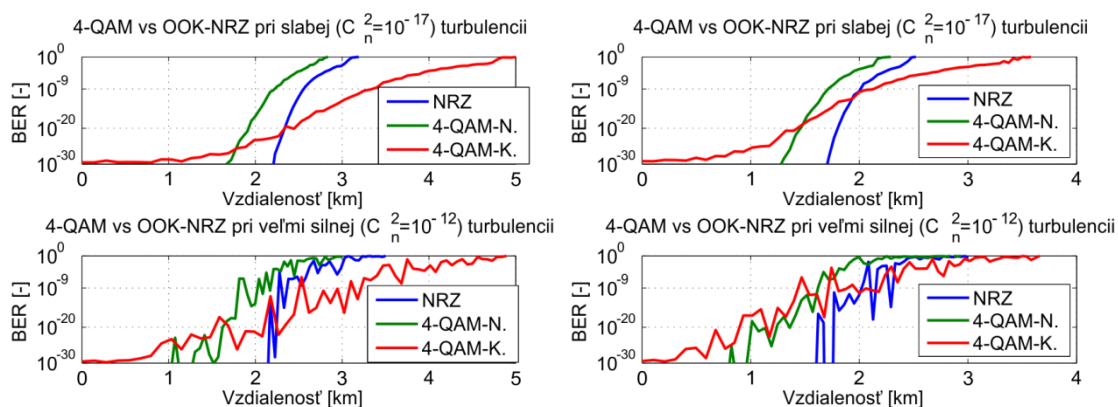 4-QAM vs OOK-NRZ pri slabej (C n 2=10 -17) turbulencii
BER [-]
10 0
10 -9
10 -20
10 -30
NRZ
4-QAM-N.
4-QAM-K.
0 1 2 3 4 5
Vzdialenosť [km]
4-QAM vs OOK-NRZ pri slabej (C n 2=10 -17) turbulencii
BER [-]
10 0
10 -9
10 -20
10 -30
NRZ
4-QAM-N.
4-QAM-K.
0 1 2 3 4
Vzdialenosť [km]
4-QAM vs OOK-NRZ pri veľmi silnej (C n 2=10 -12) turbulencii
BER [-]
10 0
10 -9
10 -20
10 -30
NRZ
4-QAM-N.
4-QAM-K.
0 1 2 3 4 5
Vzdialenosť [km]
4-QAM vs OOK-NRZ pri veľmi silnej (C n 2=10 -12) turbulencii
BER [-]
10 0
10 -9
10 -20
10 -30
NRZ
4-QAM-N.
4-QAM-K.
0 1 2 3 4
Vzdialenosť [km]